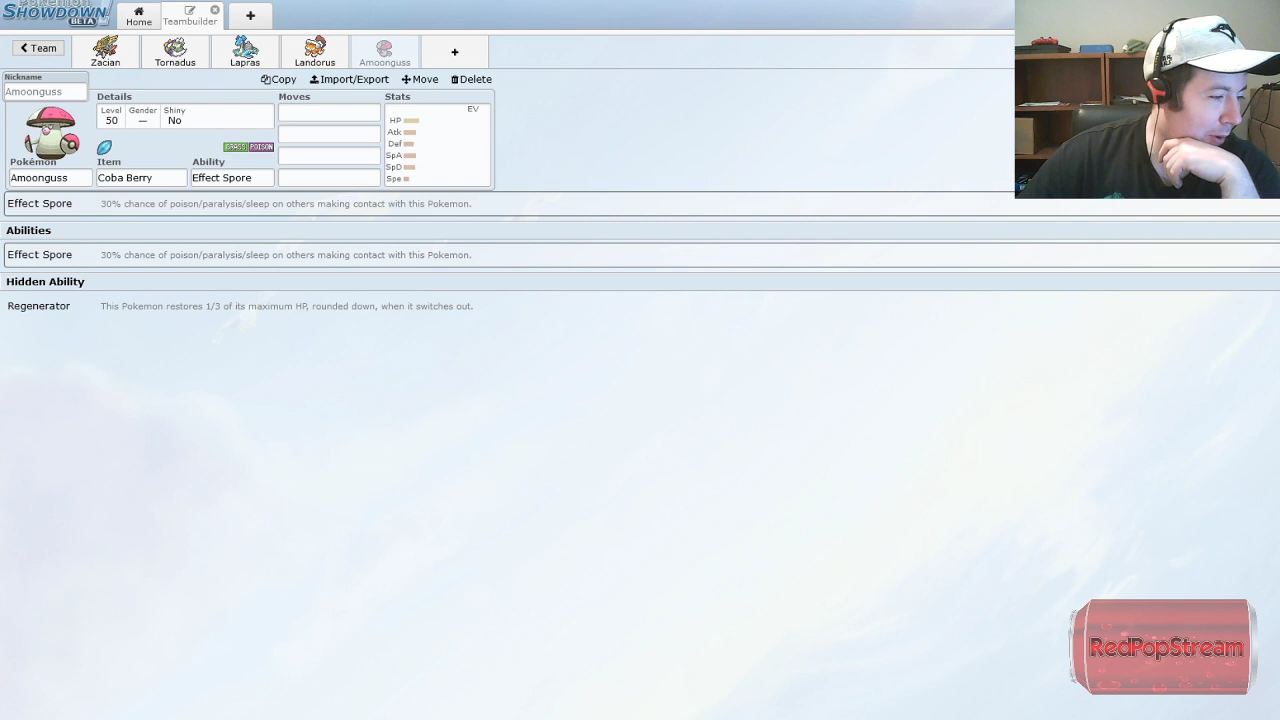 Pokémon
SHOWDOWN
BETA
Home
Teambuilder
+
Team
Zacian
Tornadus
Lapras
Landorus
Amoonguss
+
Nickname
Amoonguss
Copy
Import/Export
Move
Delete
Details
Level
50
Gender
—
Shiny
No
Moves
Stats
EV
HP
Atk
Def
SpA
SpD
Spe
GRASS POISON
Pokémon
Amoonguss
Item
Coba Berry
Ability
Effect Spore
Effect Spore 30% chance of poison/paralysis/sleep on others making contact with this Pokemon.
Abilities
Effect Spore 30% chance of poison/paralysis/sleep on others making contact with this Pokemon.
Hidden Ability
Regenerator This Pokemon restores 1/3 of its maximum HP, rounded down, when it switches out.
RedPopStream